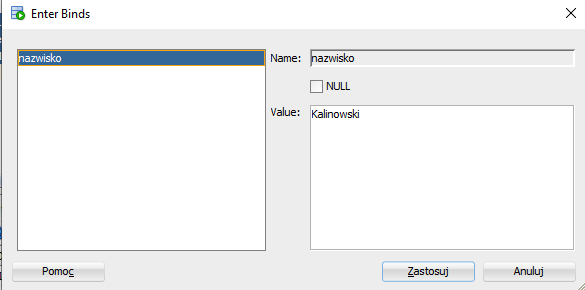 Enter Binds
nazwisko
Name: nazwisko
NULL
Value: Kalinowski
Pomoc
Zastosuj
Anuluj